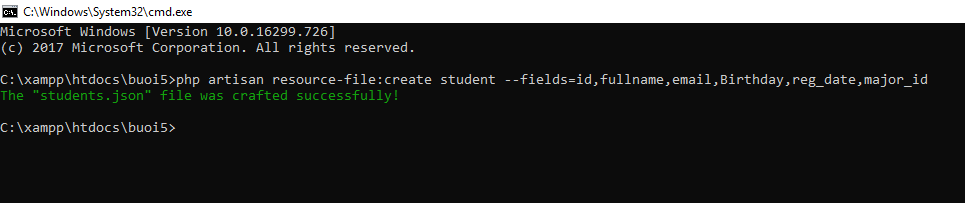 C:\Windows\System32\cmd.exe
Microsoft Windows [Version 10.0.16299.726]
(c) 2017 Microsoft Corporation. All rights reserved.
C:\xampp\htdocs\buoi5>php artisan resource-file:create student --fields=id,fullname,email,Birthday,reg_date,major_id
The "students.json" file was crafted successfully!
C:\xampp\htdocs\buoi5>